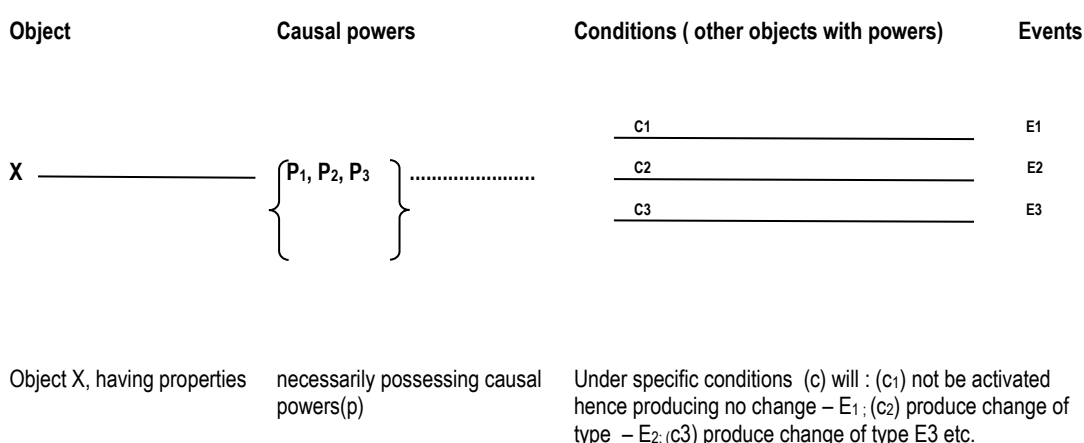 Object Causal powers Conditions ( other objects with powers) Events
C1 E1
X P₁, P₂, P₃ ....................... C2 E2
C3 E3
Object X, having properties necessarily possessing causal Under specific conditions (c) will : (c₁) not be activated
powers(p) hence producing no change – E₁ ; (c₂) produce change of
type – E₂; (c3) produce change of type E3 etc.